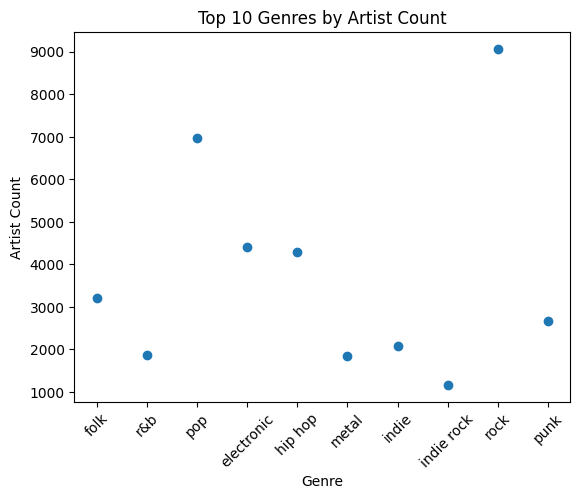 Top 10 Genres by Artist Count
Artist Count
9000
8000
7000
6000
5000
4000
3000
2000
1000
folk
r&b
pop
electronic
hip hop
metal
indie
indie rock
rock
punk
Genre